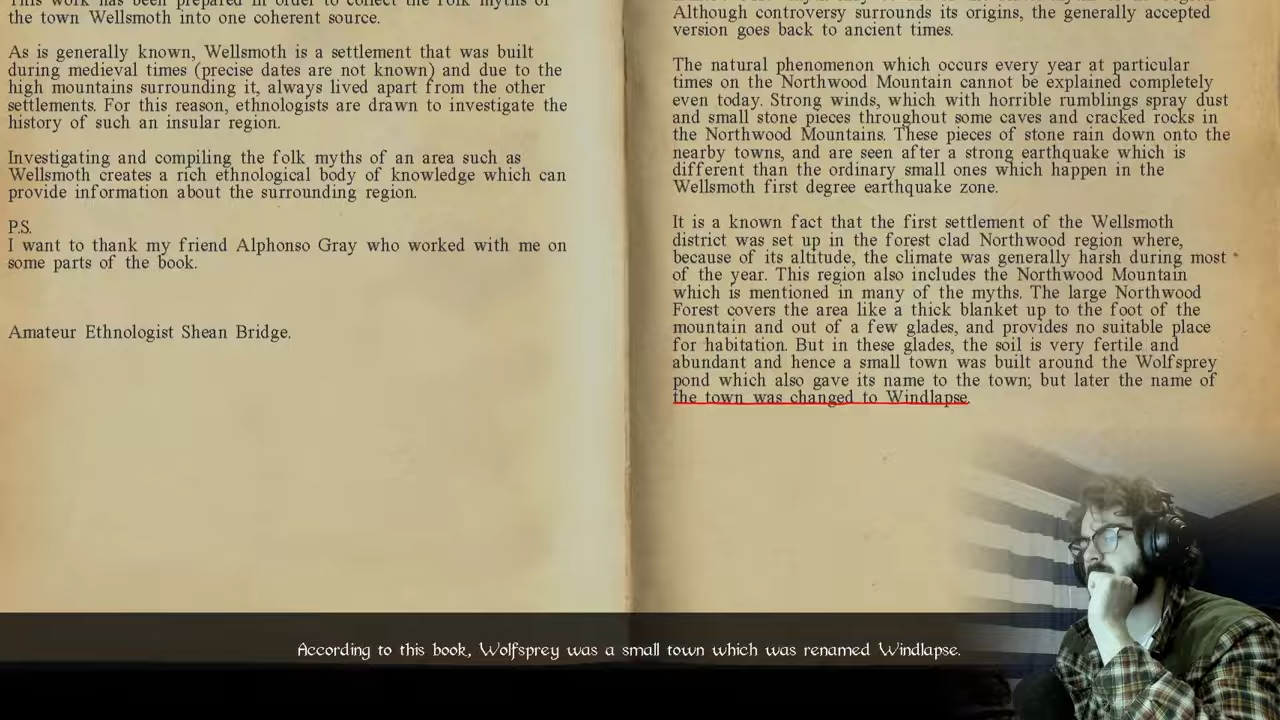 This work has been prepared in order to collect the folk myths of
the town Wellsmoth into one coherent source.
As is generally known, Wellsmoth is a settlement that was built
during medieval times (precise dates are not known) and due to the
high mountains surrounding it, always lived apart from the other
settlements. For this reason, ethnologists are drawn to investigate the
history of such an insular region.
Investigating and compiling the folk myths of an area such as
Wellsmoth creates a rich ethnological body of knowledge which can
provide information about the surrounding region.
P.S.
I want to thank my friend Alphonso Gray who worked with me on
some parts of the book.
Amateur Ethnologist Shean Bridge.
Although controversy surrounds its origins, the generally accepted
version goes back to ancient times.
The natural phenomenon which occurs every year at particular
times on the Northwood Mountain cannot be explained completely
even today. Strong winds, which with horrible rumblings spray dust
and small stone pieces throughout some caves and cracked rocks in
the Northwood Mountains. These pieces of stone rain down onto the
nearby towns, and are seen after a strong earthquake which is
different than the ordinary small ones which happen in the
Wellsmoth first degree earthquake zone.
It is a known fact that the first settlement of the Wellsmoth
district was set up in the forest clad Northwood region where,
because of its altitude, the climate was generally harsh during most
of the year. This region also includes the Northwood Mountain
which is mentioned in many of the myths. The large Northwood
Forest covers the area like a thick blanket up to the foot of the
mountain and out of a few glades, and provides no suitable place
for habitation. But in these glades, the soil is very fertile and
abundant and hence a small town was built around the Wolfsprey
pond which also gave its name to the town; but later the name of
the town was changed to Windlapse.
According to this book, Wolfsprey was a small town which was renamed Windlapse.